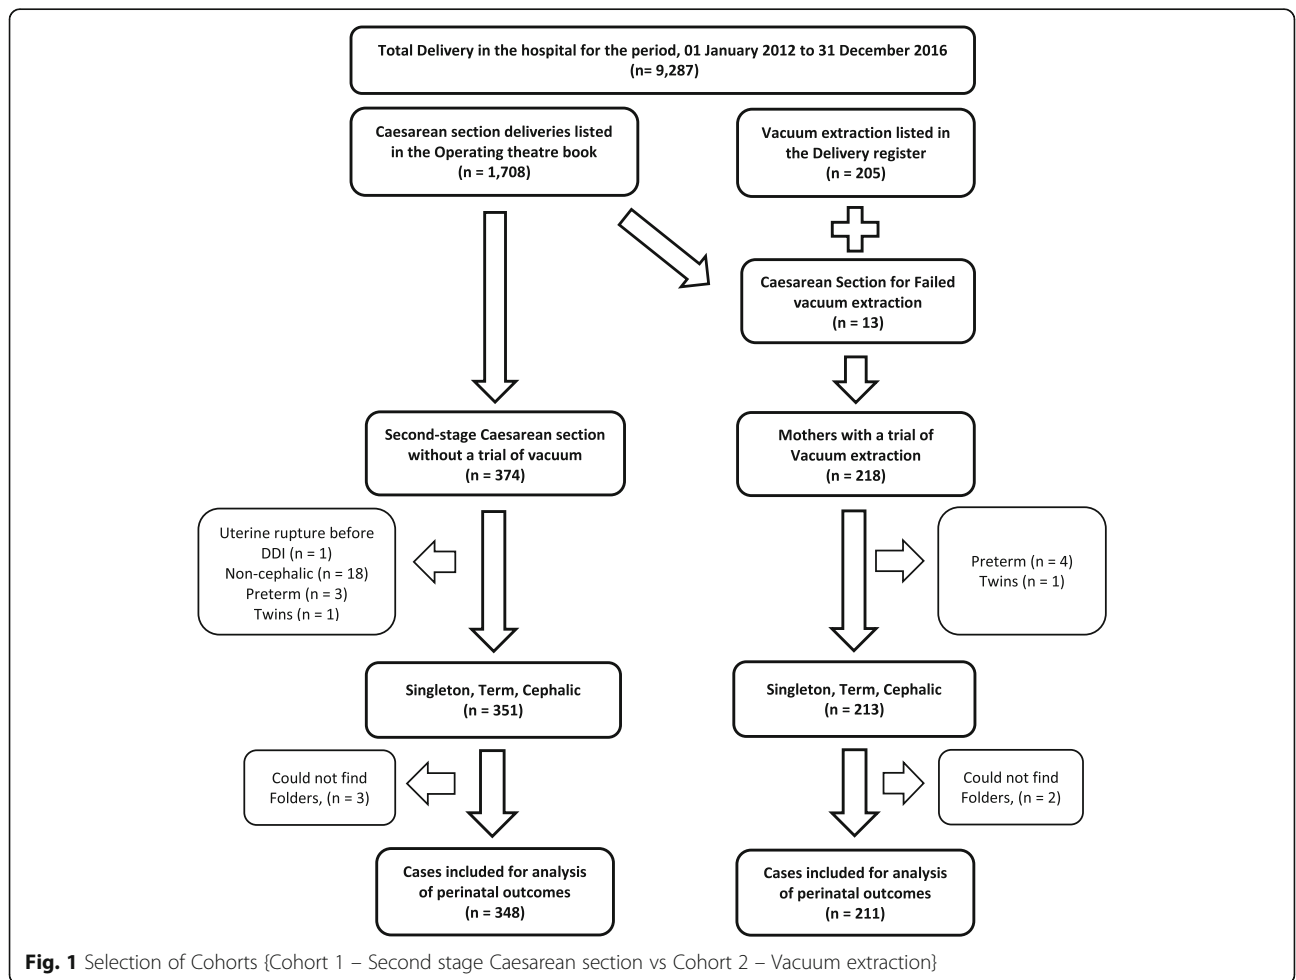 Total Delivery in the hospital for the period, 01 January 2012 to 31 December 2016
(n= 9,287)
Caesarean section deliveries listed
in the Operating theatre book
(n = 1,708)
Vacuum extraction listed in
the Delivery register
(n = 205)
Caesarean Section for Failed
vacuum extraction
(n = 13)
Second-stage Caesarean section
without a trial of vacuum
(n = 374)
Mothers with a trial of
Vacuum extraction
(n = 218)
Uterine rupture before
DDI (n = 1)
Non-cephalic (n = 18)
Preterm (n = 3)
Twins (n = 1)
Preterm (n = 4)
Twins (n = 1)
Singleton, Term, Cephalic
(n = 351)
Singleton, Term, Cephalic
(n = 213)
Could not find
Folders, (n = 3)
Could not find
Folders, (n = 2)
Cases included for analysis
of perinatal outcomes
(n = 348)
Cases included for analysis
of perinatal outcomes
(n = 211)
Fig. 1 Selection of Cohorts {Cohort 1 – Second stage Caesarean section vs Cohort 2 – Vacuum extraction}